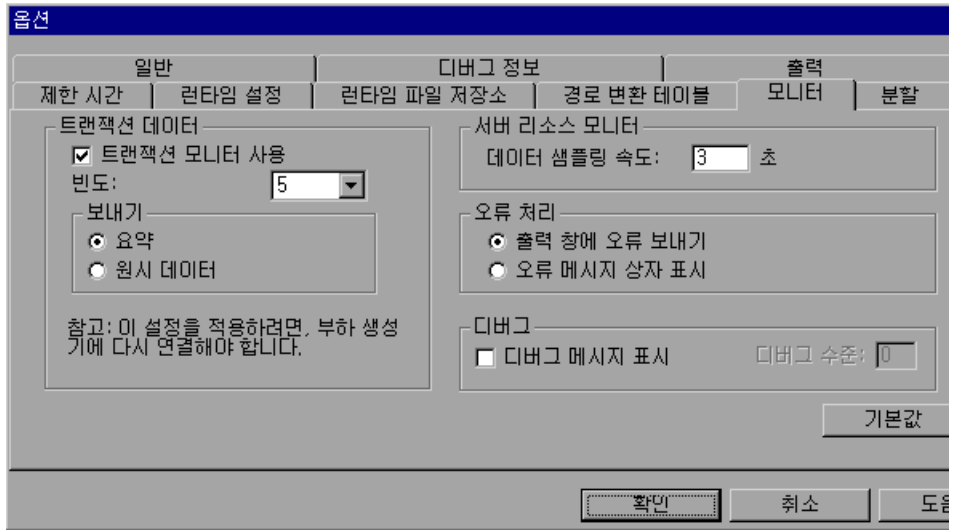 옵션
일반 디버그 정보 출력
제한 시간 런타임 설정 런타임 파일 저장소 경로 변환 테이블 모니터 분할
트랜잭션 데이터
트랜잭션 모니터 사용
빈도: 5
보내기
요약
원시 데이터
참고: 이 설정을 적용하려면, 부하 생성
기에 다시 연결해야 합니다.
서버 리소스 모니터
데이터 샘플링 속도: 3 초
오류 처리
출력 창에 오류 보내기
오류 메시지 상자 표시
디버그
디버그 메시지 표시 디버그 수준: 0
기본값
확인 취소